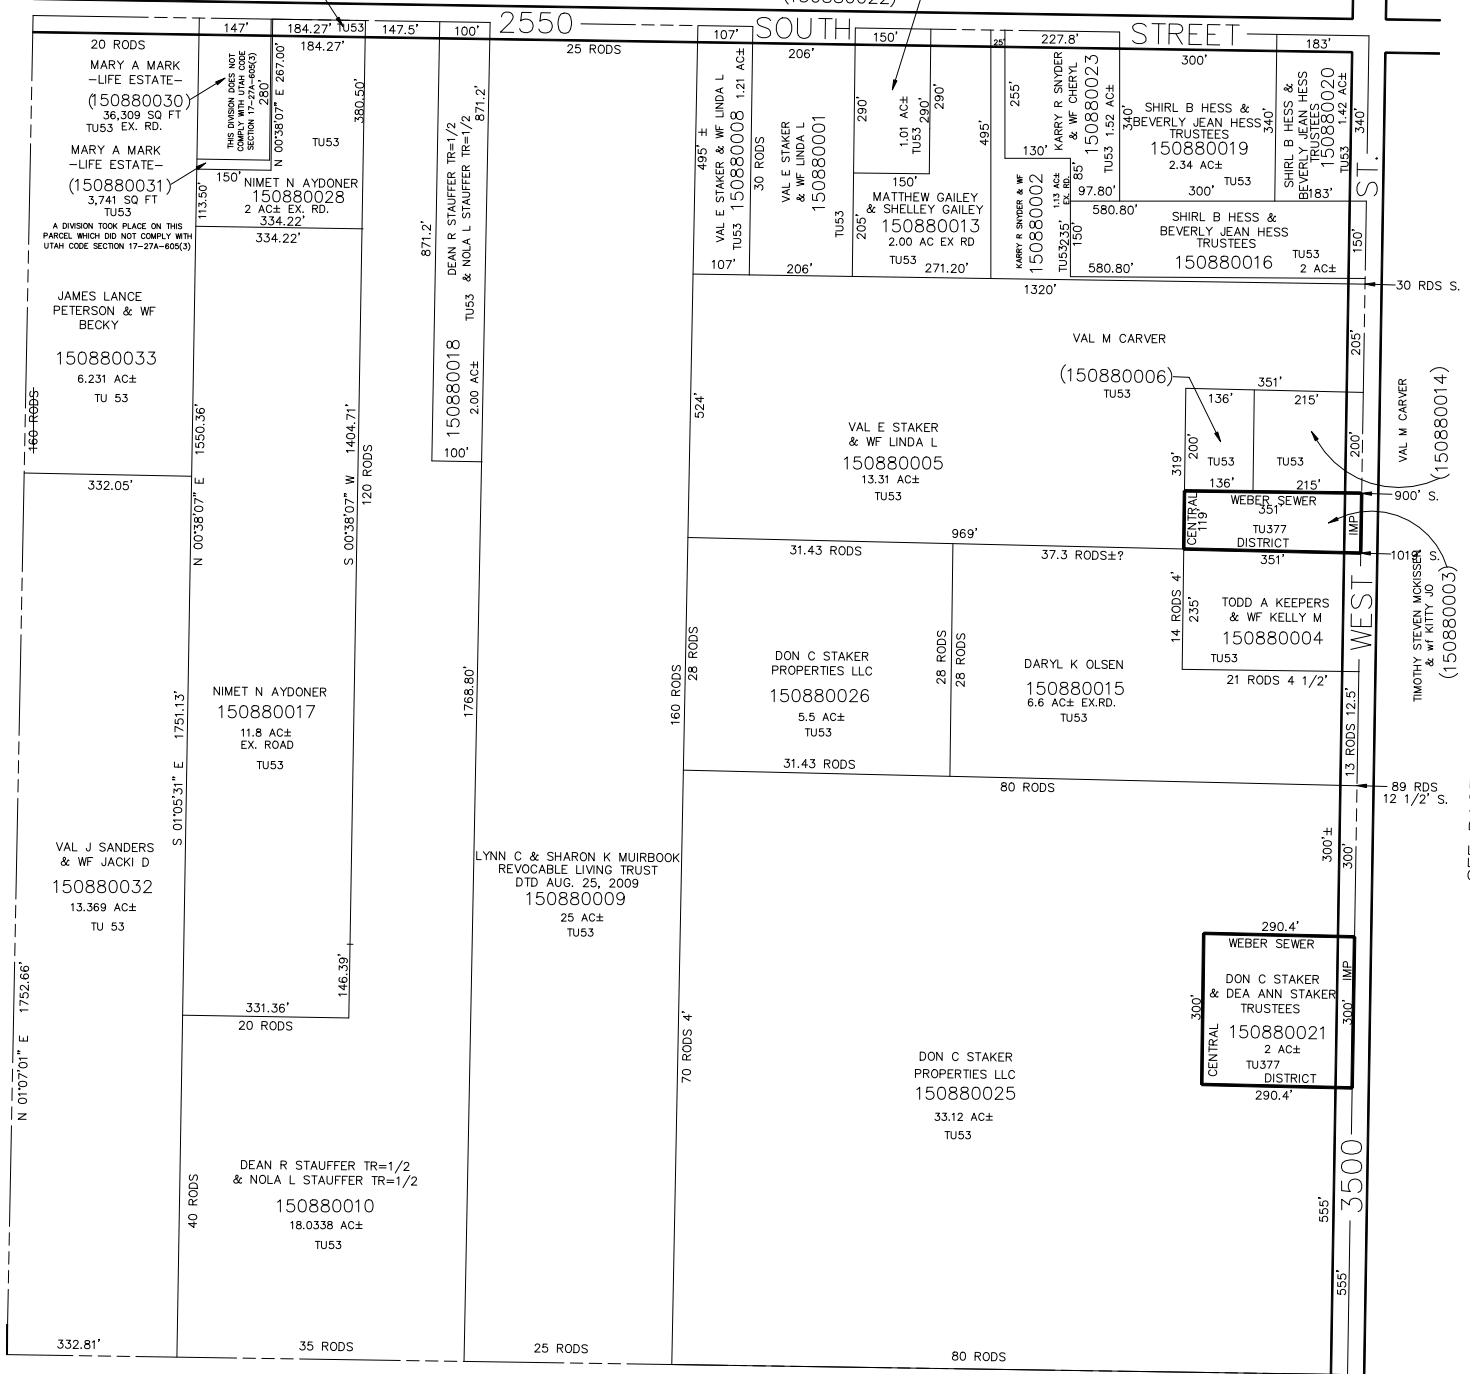 (150880022)
2550 SOUTH STREET
147'
184.27'
TU53
147.5'
100'
107'
150'
25'
227.8'
183'
20 RODS
184.27'
25 RODS
206'
300'
MARY A MARK
-LIFE ESTATE-
(150880030)
36,309 SQ FT
TU53 EX. RD.
THIS DIVISION DOES NOT
COMPLY WITH UTAH CODE
SECTION 17-27A-605(3)
280'
N 00°38'07" E 267.00'
TU53
380.50'
MARY A MARK
-LIFE ESTATE-
(150880031)
3,741 SQ FT
TU53
A DIVISION TOOK PLACE ON THIS
PARCEL WHICH DID NOT COMPLY WITH
UTAH CODE SECTION 17-27A-605(3)
150'
113.50'
NIMET N AYDONER
150880028
2 AC± EX. RD.
334.22'
334.22'
JAMES LANCE
PETERSON & WF
BECKY
150880033
6.231 AC±
TU 53
160 RODS
332.05'
N 00°38'07" E 1550.36'
S 00°38'07" W 1404.71'
120 RODS
871.2'
871.2'
DEAN R STAUFFER TR=1/2
& NOLA L STAUFFER TR=1/2
TU53
150880018
2.00 AC±
100'
495' ±
VAL E STAKER & WF LINDA L
TU53 150880008 1.21 AC±
107'
30 RODS
VAL E STAKER
& WF LINDA L
150880001
TU53
206'
290'
1.01 AC±
TU53
290'
290'
150'
205'
MATTHEW GAILEY
& SHELLEY GAILEY
150880013
2.00 AC EX RD
TU53
271.20'
495'
255'
130'
KARRY R SNYDER
& WF CHERYL
150880023
TU53 1.52 AC±
85'
97.80'
KARRY R SNYDER & WF
150880002
1.13 AC±
EX. RD.
TU53
235'
150'
340'
SHIRL B HESS &
BEVERLY JEAN HESS
TRUSTEES
150880019
2.34 AC±
TU53
300'
340'
SHIRL B HESS &
BEVERLY JEAN HESS
TRUSTEES
150880020
TU53 1.42 AC±
340'
183'
580.80'
SHIRL B HESS &
BEVERLY JEAN HESS
TRUSTEES
150880016
TU53
2 AC±
580.80'
150'
1320'
30 RDS S.
ST.
205'
VAL M CARVER
(150880006)
TU53
351'
136'
215'
200'
TU53
TU53
200'
136'
215'
319'
VAL M CARVER
(150880014)
524'
VAL E STAKER
& WF LINDA L
150880005
13.31 AC±
TU53
969'
900' S.
CENTRAL
119'
WEBER SEWER
351'
TU377
DISTRICT
IMP
351'
1019' S.
TIMOTHY STEVEN MCKISSEN
& wf KITTY JO
(150880003)
31.43 RODS
37.3 RODS±?
14 RODS 4'
235'
TODD A KEEPERS
& WF KELLY M
150880004
TU53
21 RODS 4 1/2'
WEST
160 RODS
28 RODS
DON C STAKER
PROPERTIES LLC
150880026
5.5 AC±
TU53
31.43 RODS
28 RODS
28 RODS
DARYL K OLSEN
150880015
6.6 AC± EX.RD.
TU53
13 RODS 12.5'
80 RODS
89 RDS
12 1/2' S.
NIMET N AYDONER
150880017
11.8 AC±
EX. ROAD
TU53
S 01°05'31" E 1751.13'
1768.80'
VAL J SANDERS
& WF JACKI D
150880032
13.369 AC±
TU 53
N 01°07'01" E 1752.66'
331.36'
146.39'
20 RODS
LYNN C & SHARON K MUIRBOOK
REVOCABLE LIVING TRUST
DTD AUG. 25, 2009
150880009
25 AC±
TU53
70 RODS 4'
300'±
300'
290.4'
WEBER SEWER
DON C STAKER
& DEA ANN STAKER
TRUSTEES
150880021
2 AC±
TU377
DISTRICT
300'
CENTRAL
IMP
300'
290.4'
DON C STAKER
PROPERTIES LLC
150880025
33.12 AC±
TU53
3500
555'
555'
40 RODS
DEAN R STAUFFER TR=1/2
& NOLA L STAUFFER TR=1/2
150880010
18.0338 AC±
TU53
332.81'
35 RODS
25 RODS
80 RODS